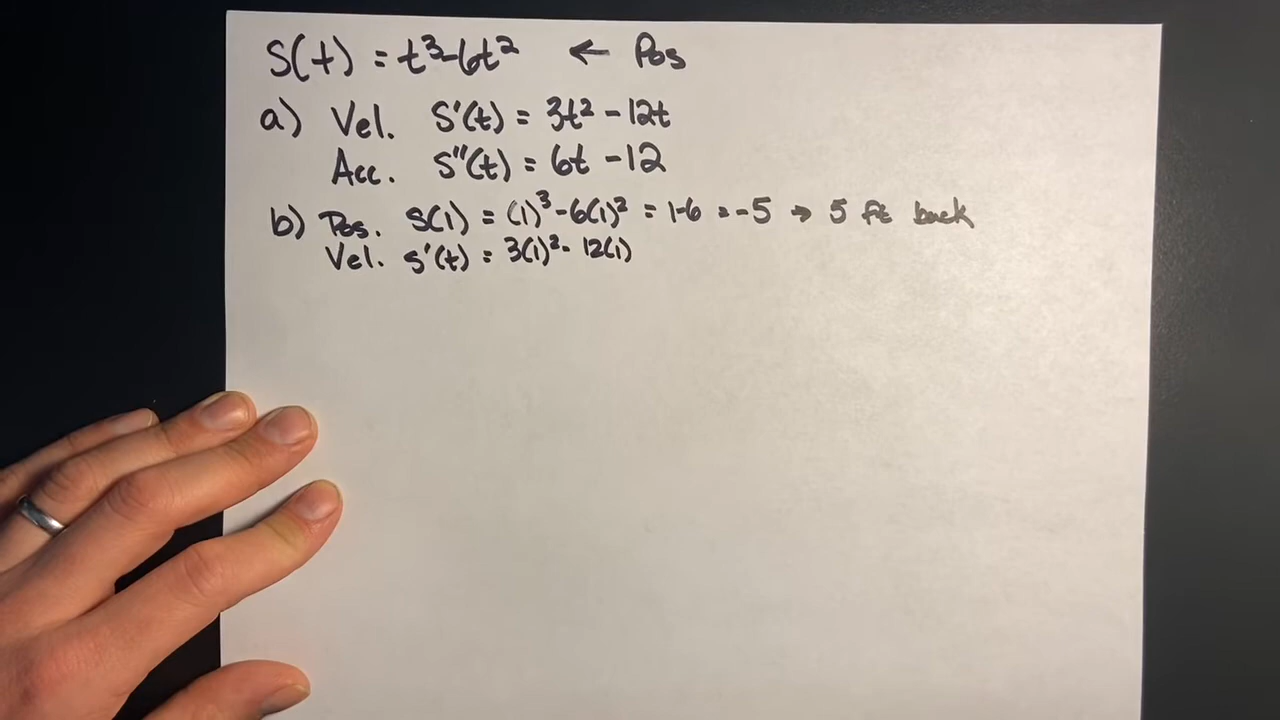 S(t) = t³-6t² ← Pos
a) Vel. S'(t) = 3t² - 12t
Acc. S"(t) = 6t - 12
b) Pos. S(1) = (1)³ - 6(1)² = 1-6 = -5 → 5 ft back
Vel. S'(t) = 3(1)² - 12(1)